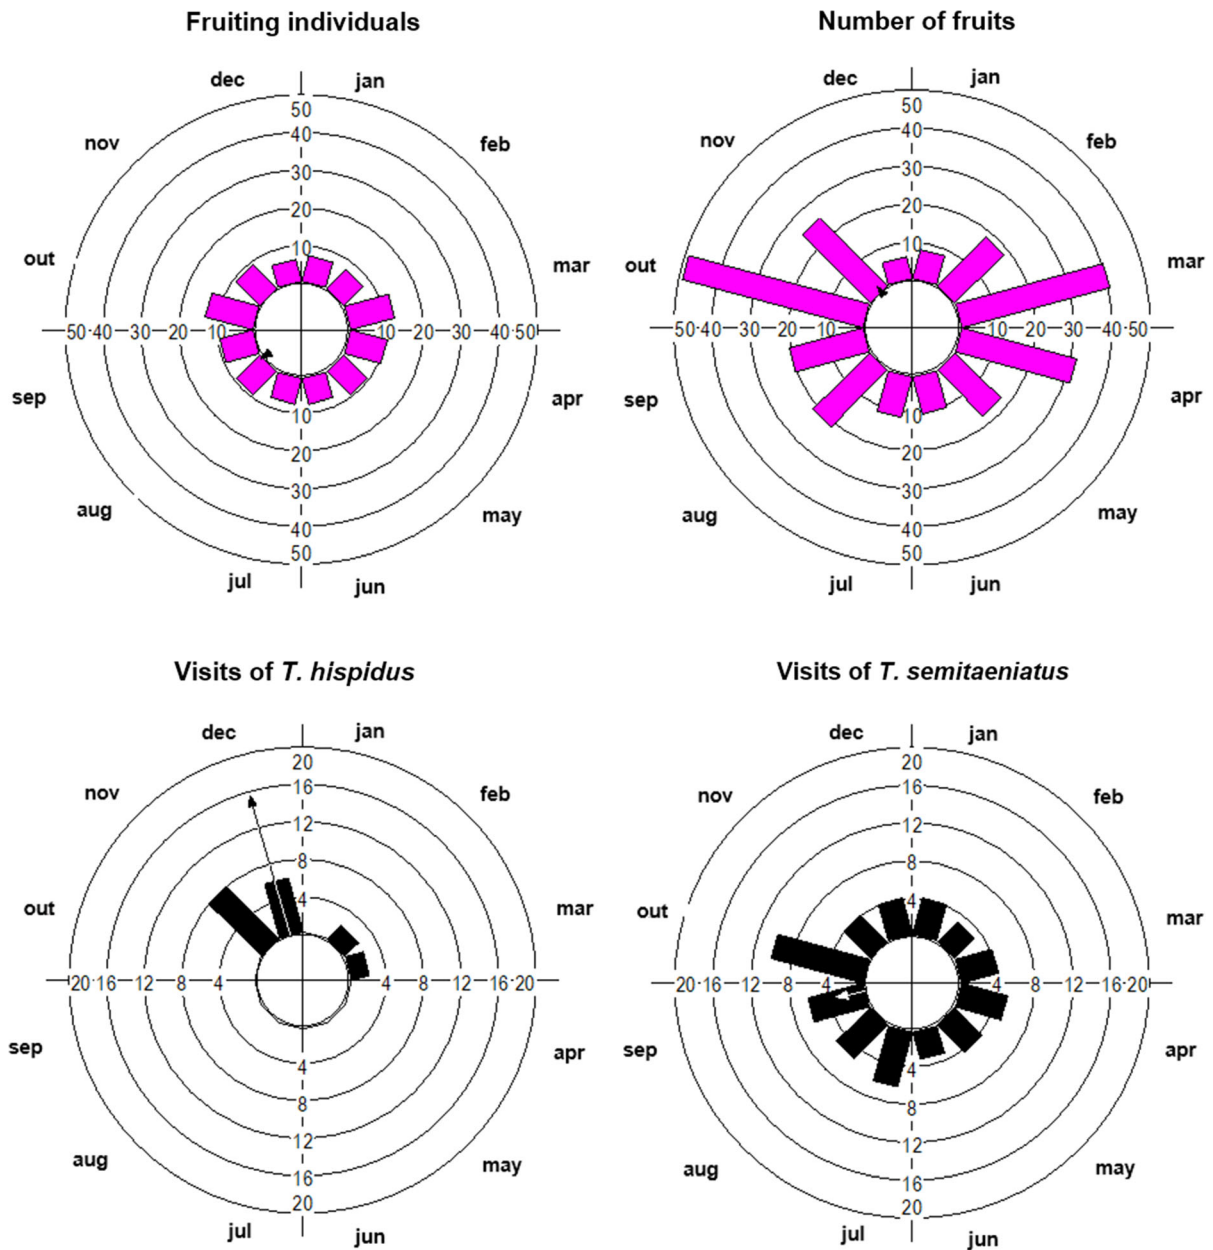 Fruiting individuals
Number of fruits
dec jan
50
nov 40 feb
30
20
out 10 mar
50 40 30 20 10 10 20 30 40 50
sep 10 apr
20
30
aug 40 may
50
jul jun
dec jan
50
nov 40 feb
30
20
out 10 mar
50 40 30 20 10 10 20 30 40 50
sep 10 apr
20
30
aug 40 may
50
jul jun
Visits of T. hispidus
Visits of T. semitaeniatus
dec jan
20
nov 16 feb
12
8
out 4 mar
20 16 12 8 4 4 8 12 16 20
sep 4 apr
8
12
aug 16 may
20
jul jun
dec jan
20
nov 16 feb
12
8
out 4 mar
20 16 12 8 4 4 8 12 16 20
sep 4 apr
8
12
aug 16 may
20
jul jun